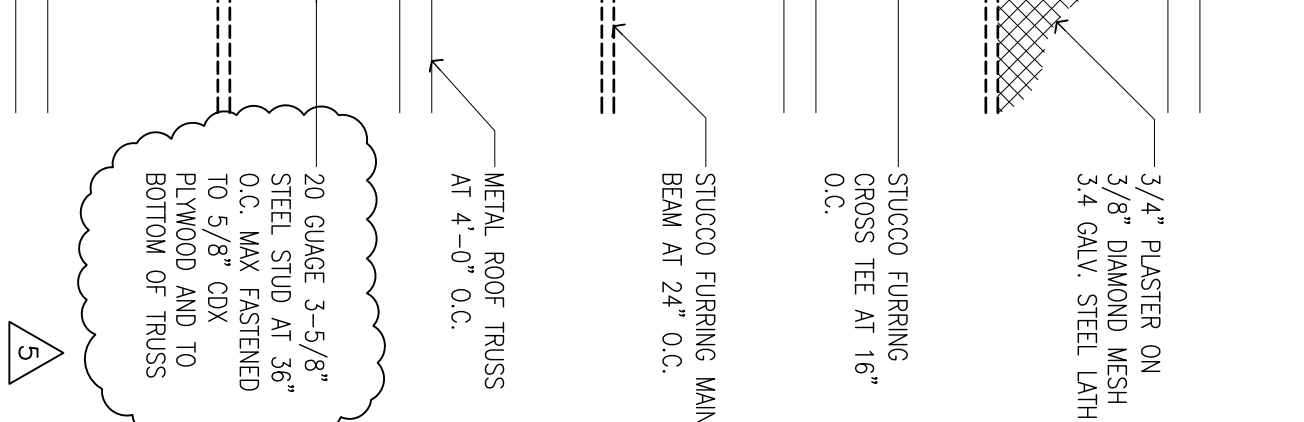 3/4" PLASTER ON
3/8" DIAMOND MESH
3.4 GALV. STEEL LATH
STUCCO FURRING
CROSS TEE AT 16"
O.C.
STUCCO FURRING MAIN
BEAM AT 24" O.C.
METAL ROOF TRUSS
AT 4'-0" O.C.
20 GUAGE 3-5/8"
STEEL STUD AT 36"
O.C. MAX FASTENED
TO 5/8" CDX
PLYWOOD AND TO
BOTTOM OF TRUSS
5